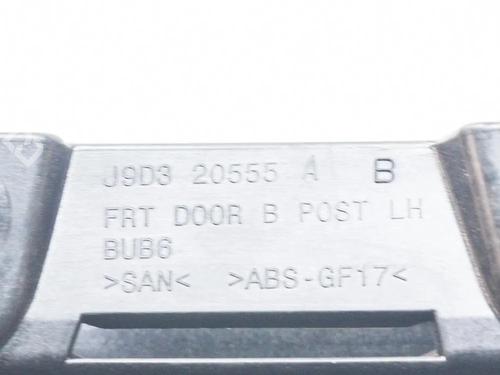 J9D3 20555 A B
FRT DOOR B POST LH
BUB6
>SAN< >ABS-GF17<